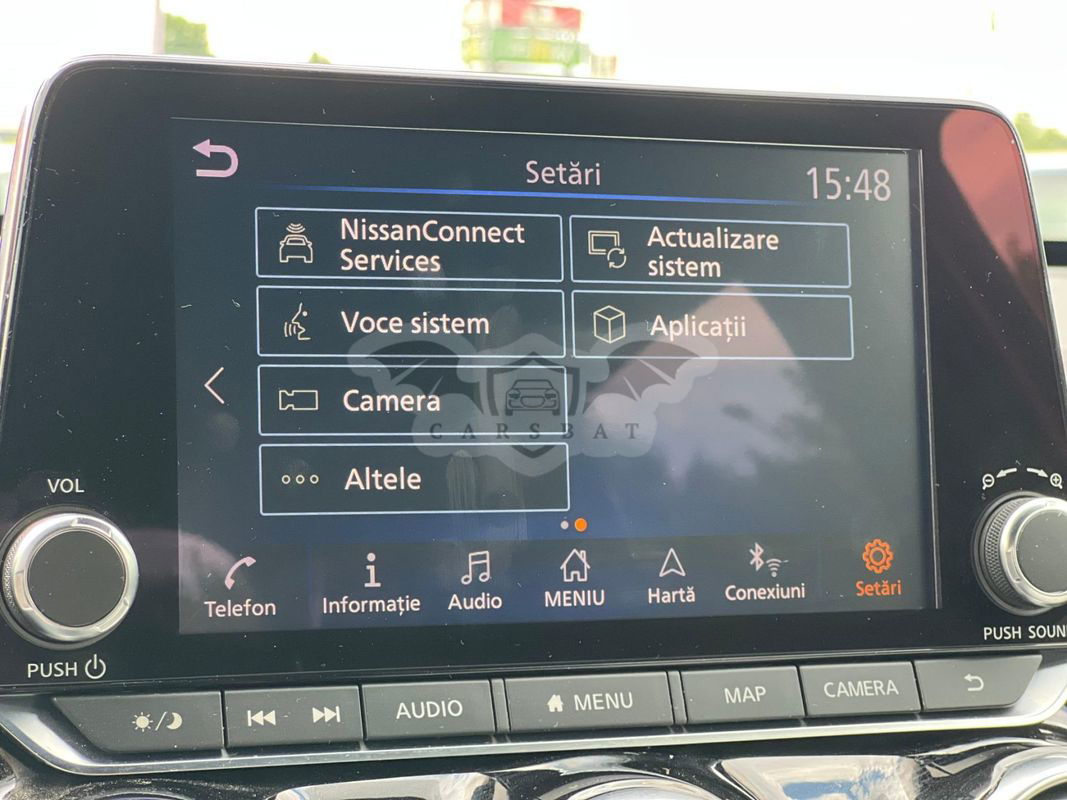 Setări
15:48
NissanConnect
Services
Actualizare
sistem
Voce sistem
Aplicații
Camera
CARSBAT
Altele
VOL
Telefon
Informație
Audio
MENIU
Hartă
Conexiuni
Setări
PUSH
PUSH SOUN
AUDIO
MENU
MAP
CAMERA